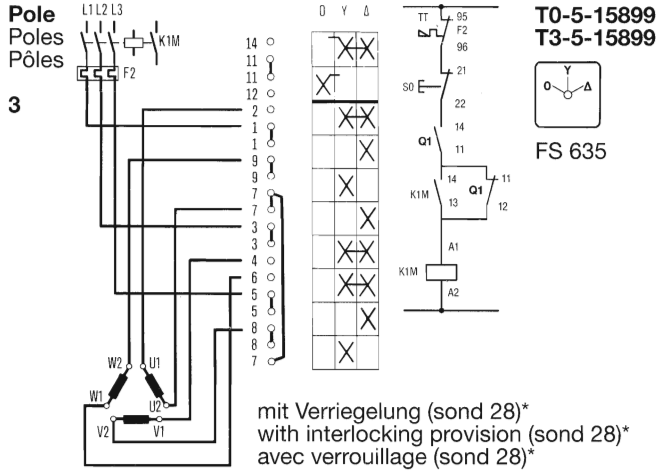 Pole
Poles
Pôles
3
L1 L2 L3
K1M
F2
14
11
11
12
2
1
1
9
9
7
7
3
3
4
6
5
5
8
8
7
W2 U1
W1 U2
V2 V1
0 Y Δ
TT 95
F2
96
21
S0
22
14
Q1
11
14 11
K1M Q1
13 12
A1
K1M
A2
T0-5-15899
T3-5-15899
Y
0 Δ
FS 635
mit Verriegelung (sond 28)*
with interlocking provision (sond 28)*
avec verrouillage (sond 28)*